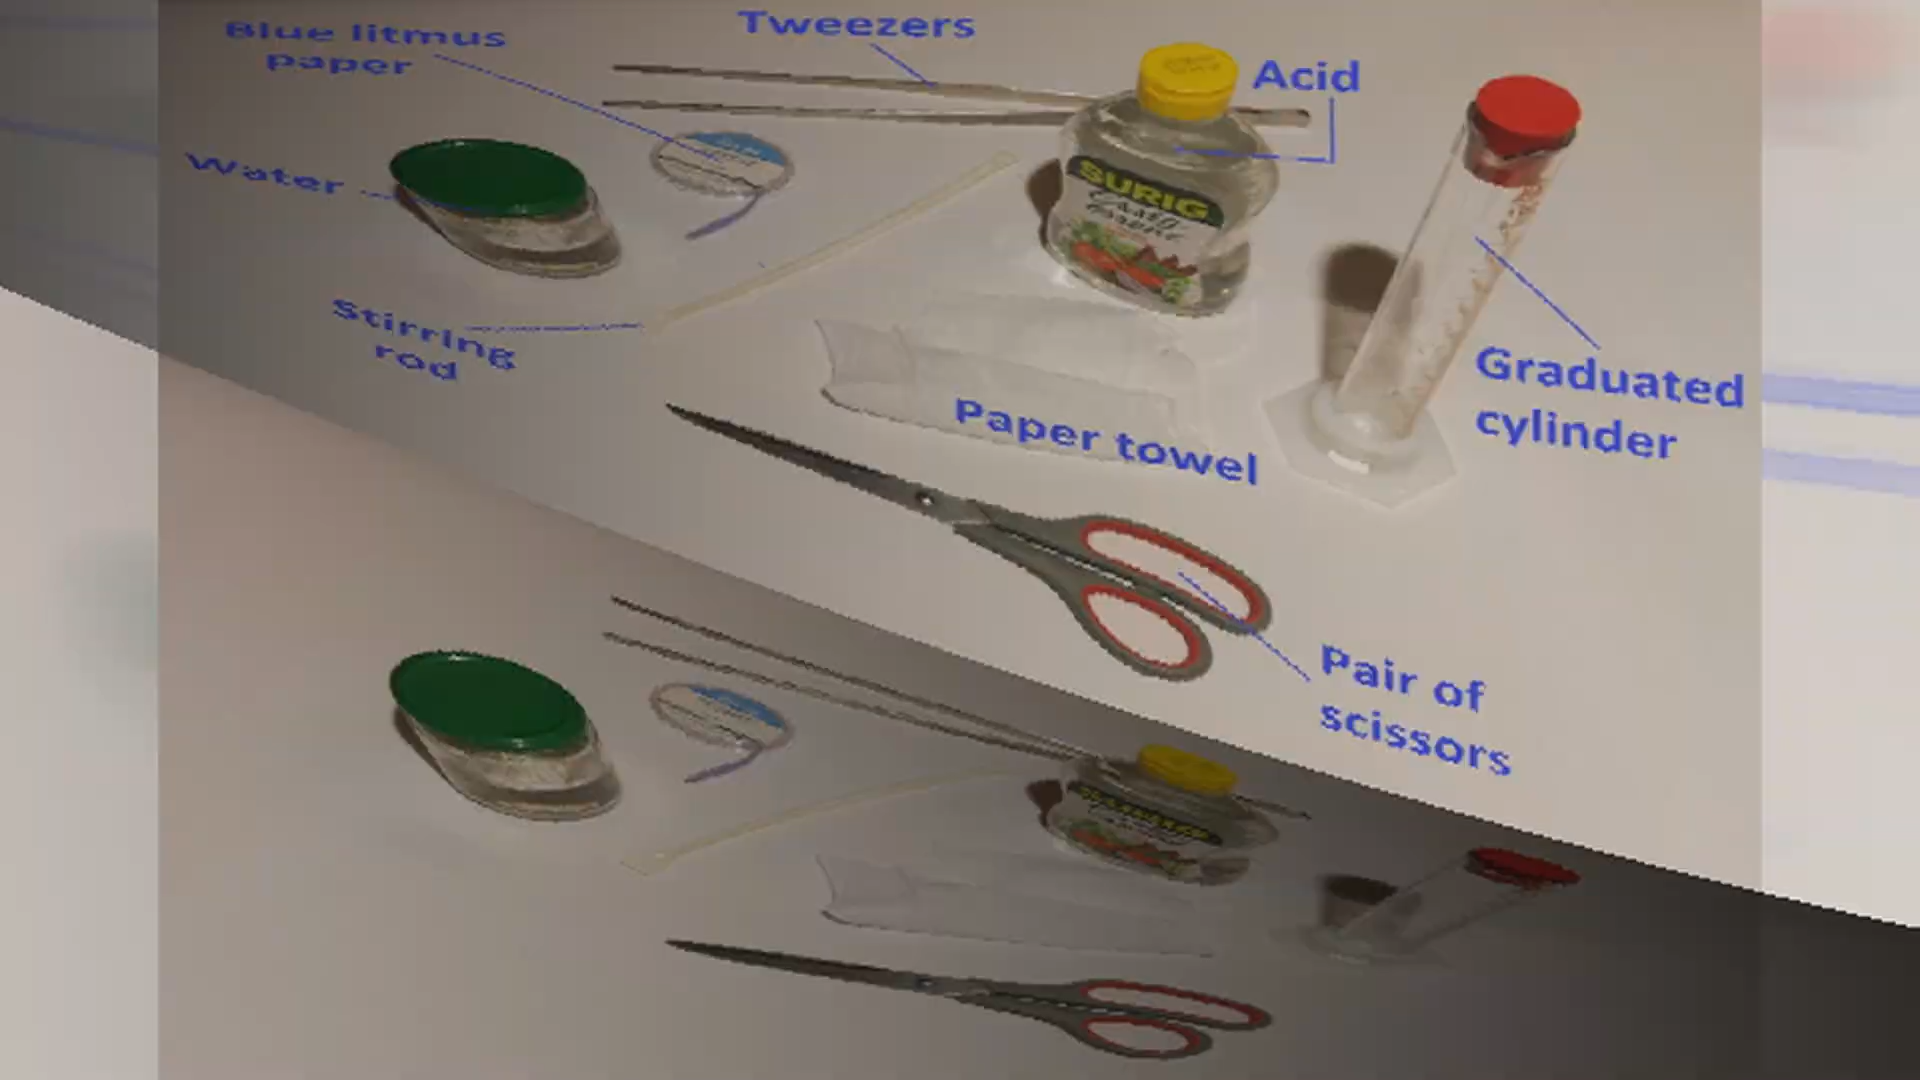 Blue litmus
paper
Tweezers
Acid
Water
SURIG
Stirring
rod
Graduated
cylinder
Paper towel
Pair of
scissors